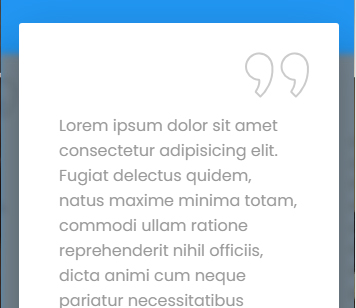 Lorem ipsum dolor sit amet
consectetur adipisicing elit.
Fugiat delectus quidem,
natus maxime minima totam,
commodi ullam ratione
reprehenderit nihil officiis,
dicta animi cum neque
pariatur necessitatibus